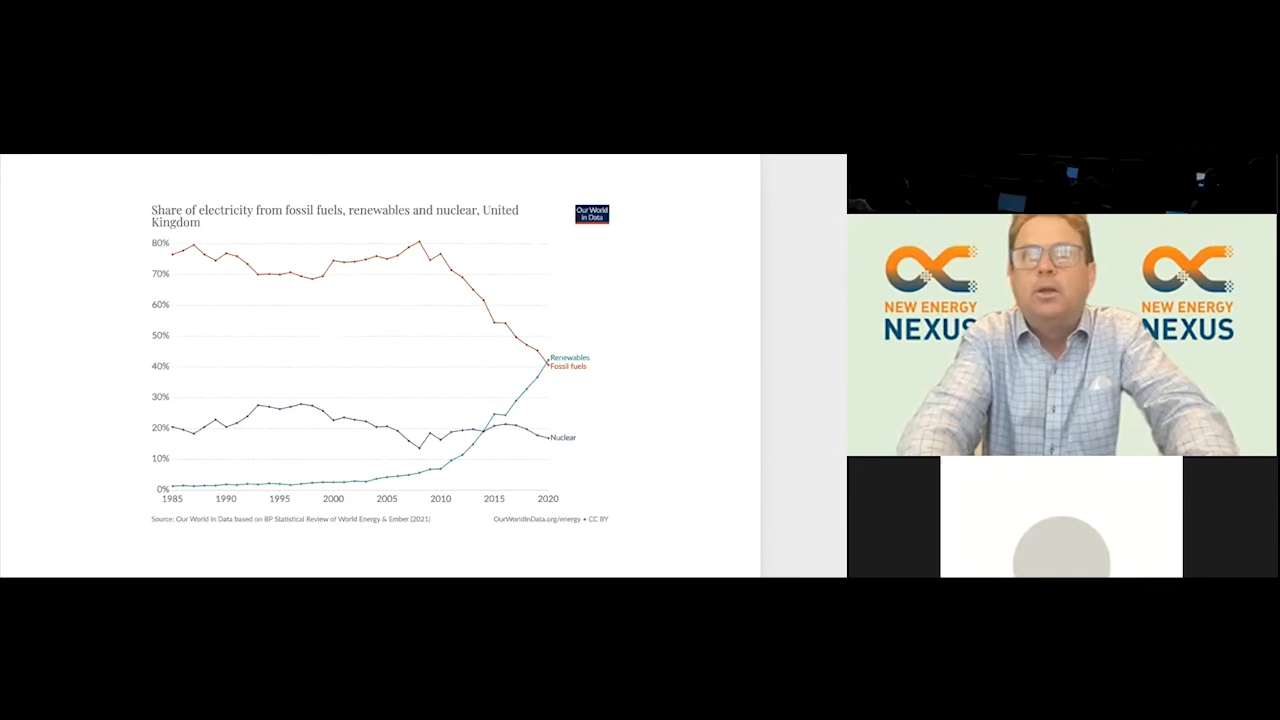 Share of electricity from fossil fuels, renewables and nuclear, United
Kingdom
Our World
in Data
80%
70%
60%
50%
40%
30%
20%
10%
0%
Renewables
Fossil fuels
Nuclear
1985
1990
1995
2000
2005
2010
2015
2020
Source: Our World in Data based on BP Statistical Review of World Energy & Ember (2021)
OurWorldInData.org/energy • CC BY
NEW ENERGY
NEXUS
NEW ENERGY
NEXUS